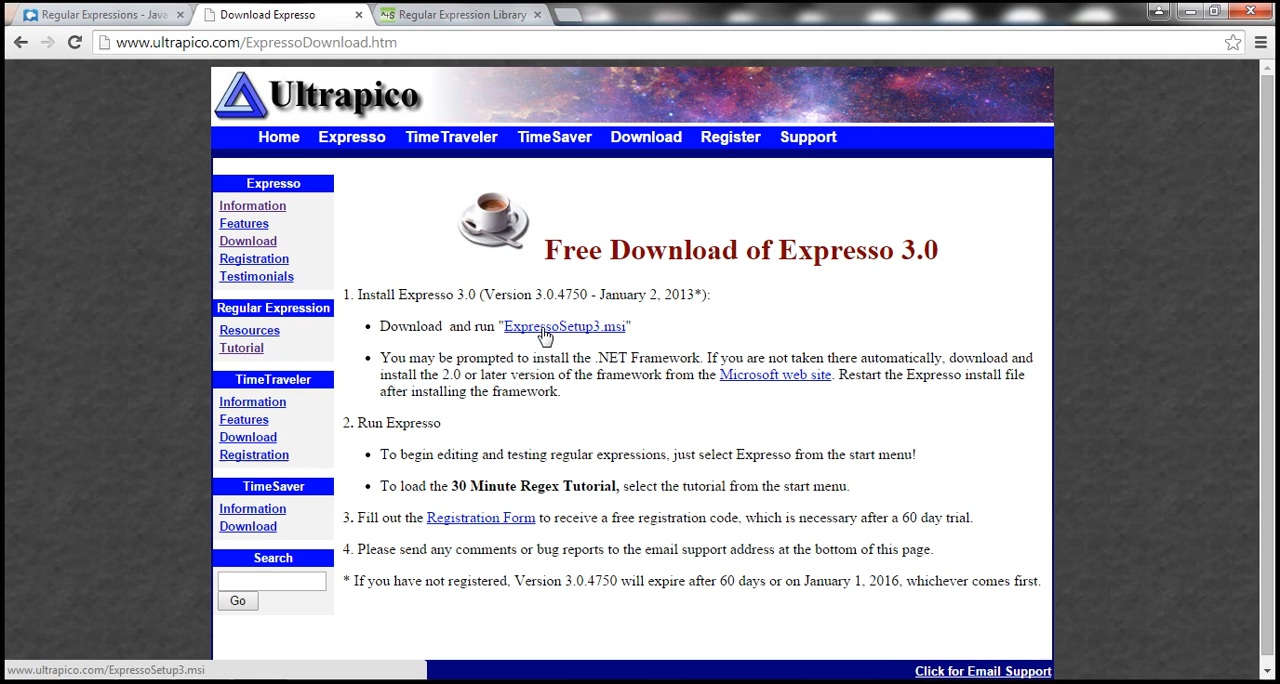 Regular Expressions - Java
Download Expresso
Regular Expression Library
www.ultrapico.com/ExpressoDownload.htm
Ultrapico
Home Expresso TimeTraveler TimeSaver Download Register Support
Expresso
Information
Features
Download
Registration
Testimonials
Regular Expression
Resources
Tutorial
TimeTraveler
Information
Features
Download
Registration
TimeSaver
Information
Download
Search
Go
Free Download of Expresso 3.0
1. Install Expresso 3.0 (Version 3.0.4750 - January 2, 2013*):
• Download and run "ExpressoSetup3.msi"
• You may be prompted to install the .NET Framework. If you are not taken there automatically, download and
install the 2.0 or later version of the framework from the Microsoft web site. Restart the Expresso install file
after installing the framework.
2. Run Expresso
• To begin editing and testing regular expressions, just select Expresso from the start menu!
• To load the 30 Minute Regex Tutorial, select the tutorial from the start menu.
3. Fill out the Registration Form to receive a free registration code, which is necessary after a 60 day trial.
4. Please send any comments or bug reports to the email support address at the bottom of this page.
* If you have not registered, Version 3.0.4750 will expire after 60 days or on January 1, 2016, whichever comes first.
www.ultrapico.com/ExpressoSetup3.msi
Click for Email Support